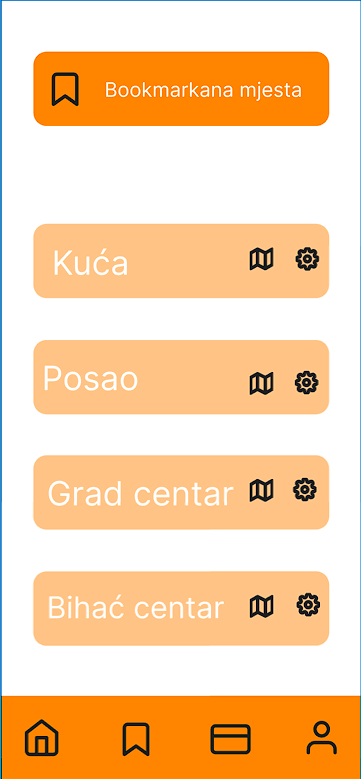 Bookmarkana mjesta
Kuća
Posao
Grad centar
Bihać centar